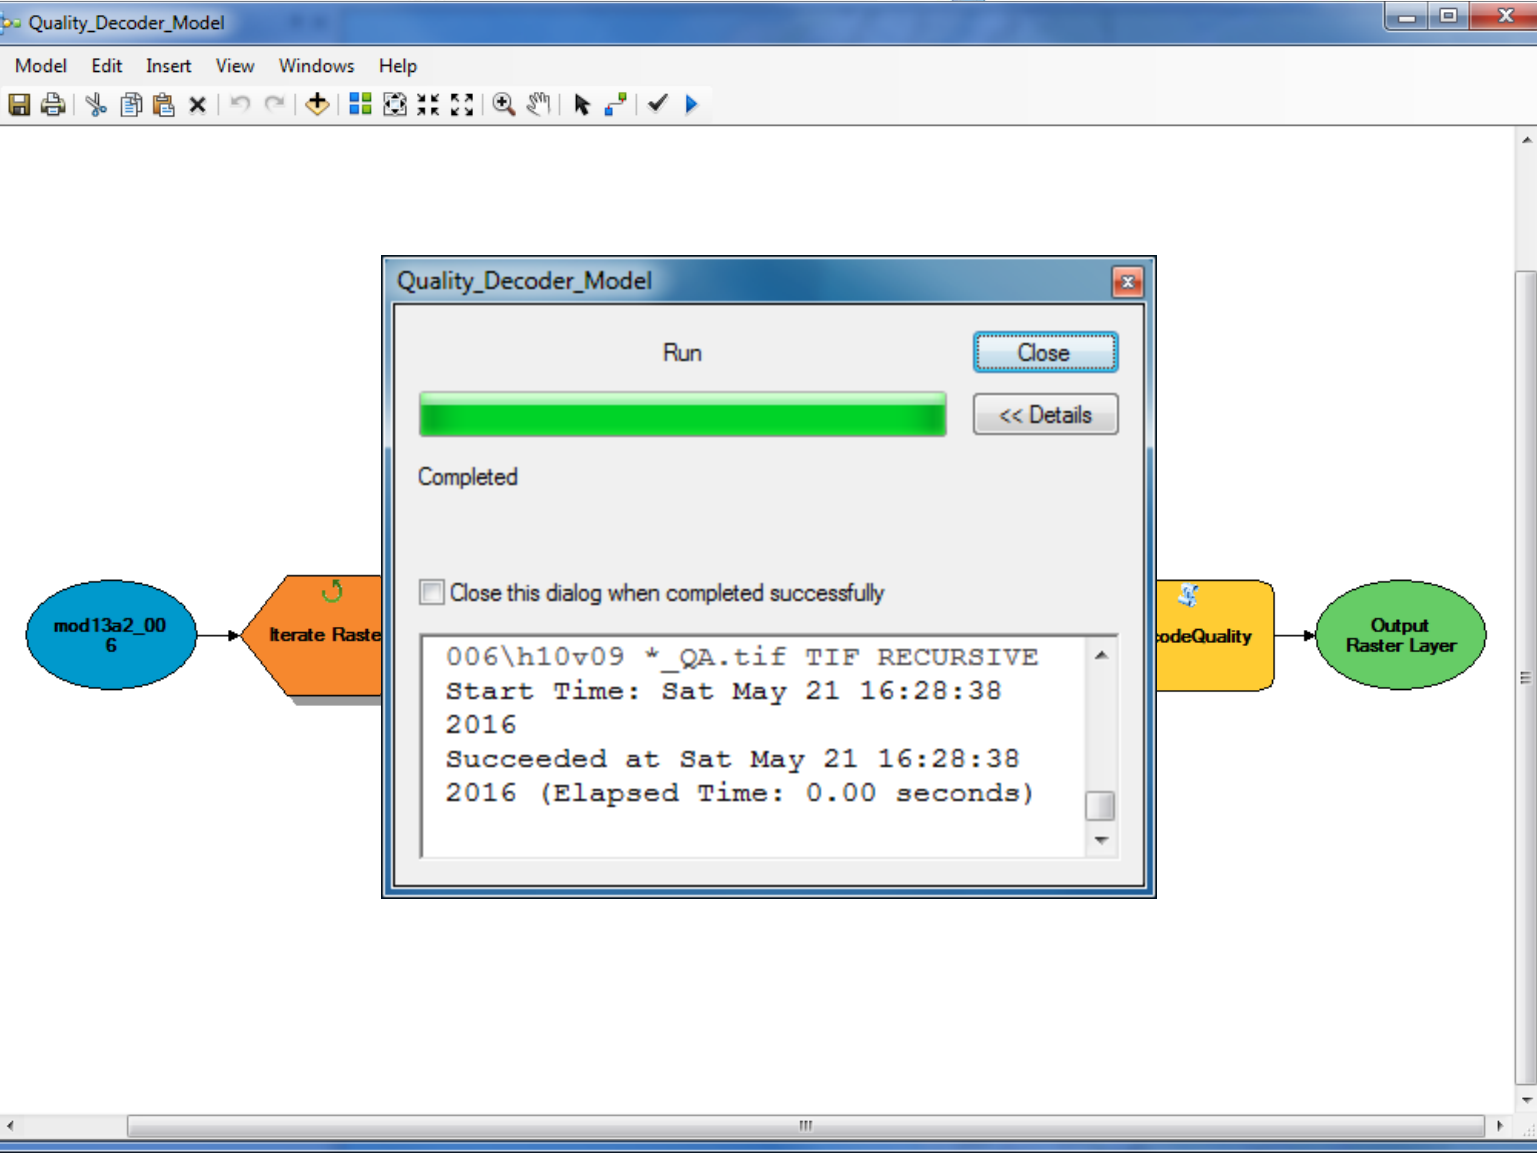 Quality_Decoder_Model
Model Edit Insert View Windows Help
Quality_Decoder_Model
Run
Close
<< Details
Completed
Close this dialog when completed successfully
006\h10v09 *_QA.tif TIF RECURSIVE
Start Time: Sat May 21 16:28:38
2016
Succeeded at Sat May 21 16:28:38
2016 (Elapsed Time: 0.00 seconds)
mod13a2_00
6
Iterate Raste
codeQuality
Output
Raster Layer